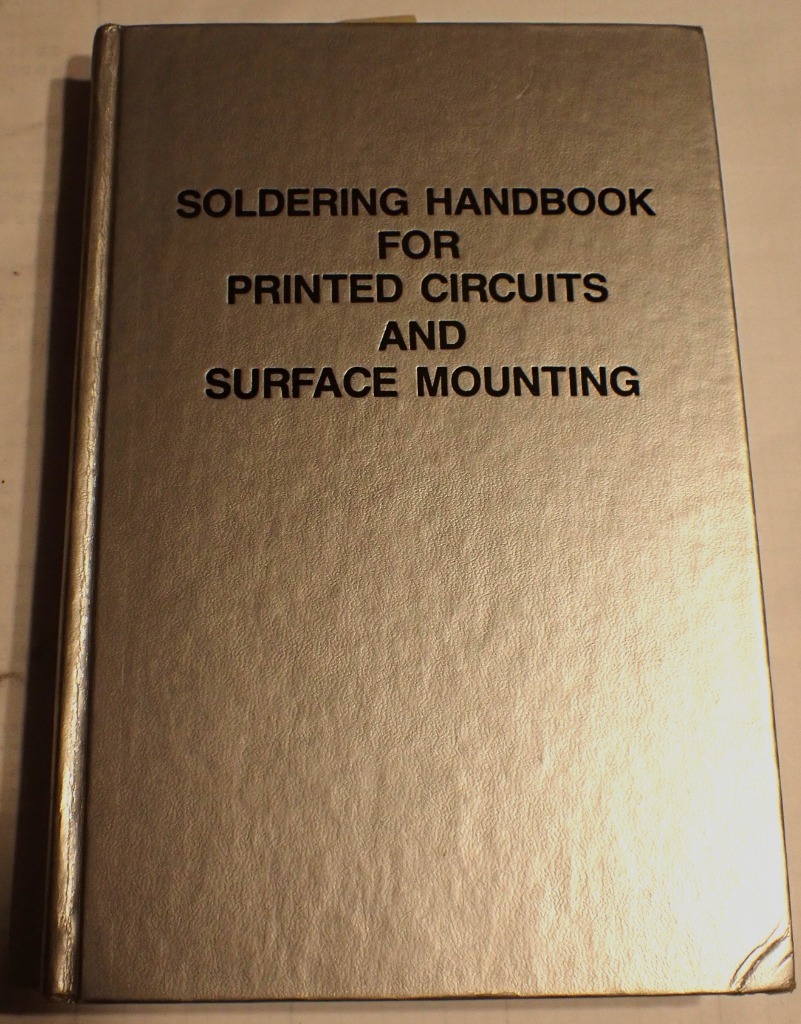 SOLDERING HANDBOOK
FOR
PRINTED CIRCUITS
AND
SURFACE MOUNTING